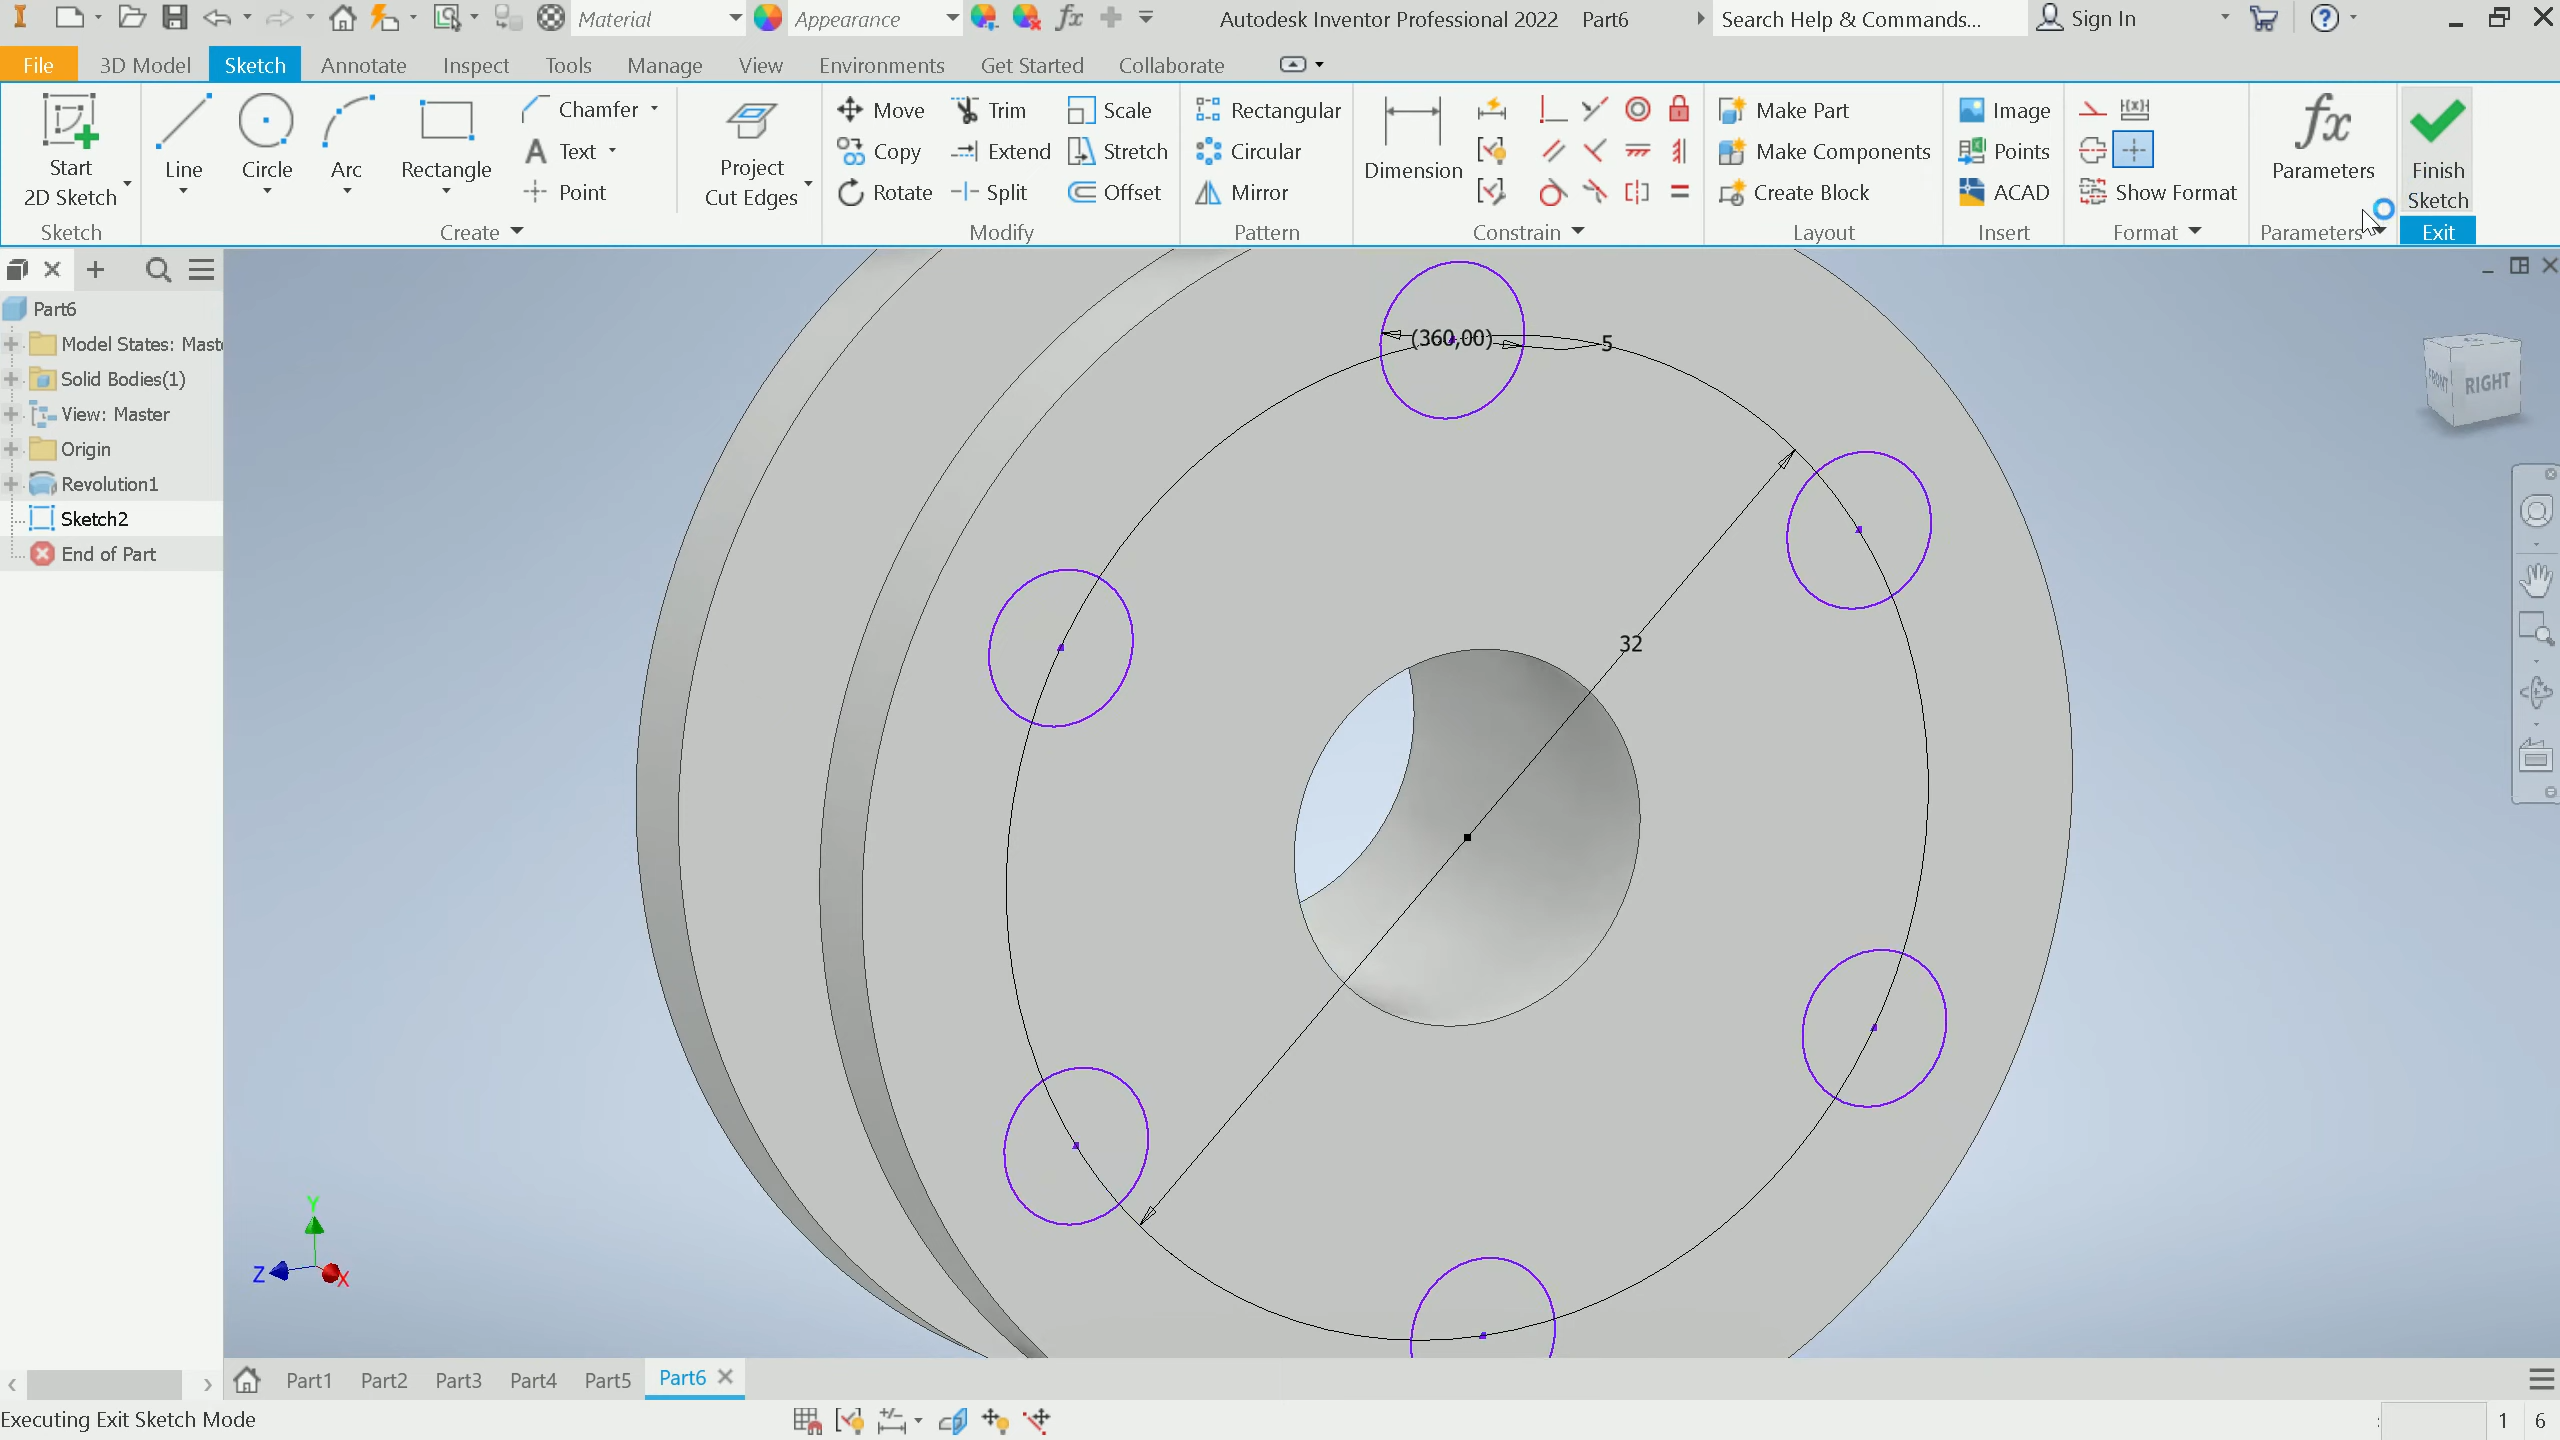 Material
Appearance
Autodesk Inventor Professional 2022 Part6
Search Help & Commands...
Sign In
File 3D Model Sketch Annotate Inspect Tools Manage View Environments Get Started Collaborate
Start
2D Sketch
Line
Circle
Arc
Rectangle
Chamfer
Text
Point
Project
Cut Edges
Move Trim Scale
Copy Extend Stretch
Rotate Split Offset
Rectangular
Circular
Mirror
Dimension
Make Part
Make Components
Create Block
Image
Points
ACAD
Show Format
fx
Parameters
Finish
Sketch
Sketch Create Modify Pattern Constrain Layout Insert Format Parameters Exit
Part6
Model States: Mast
Solid Bodies(1)
View: Master
Origin
Revolution1
Sketch2
End of Part
(360,00)
5
32
FRONT
RIGHT
Y
Z
X
Part1 Part2 Part3 Part4 Part5 Part6
Executing Exit Sketch Mode
1 6